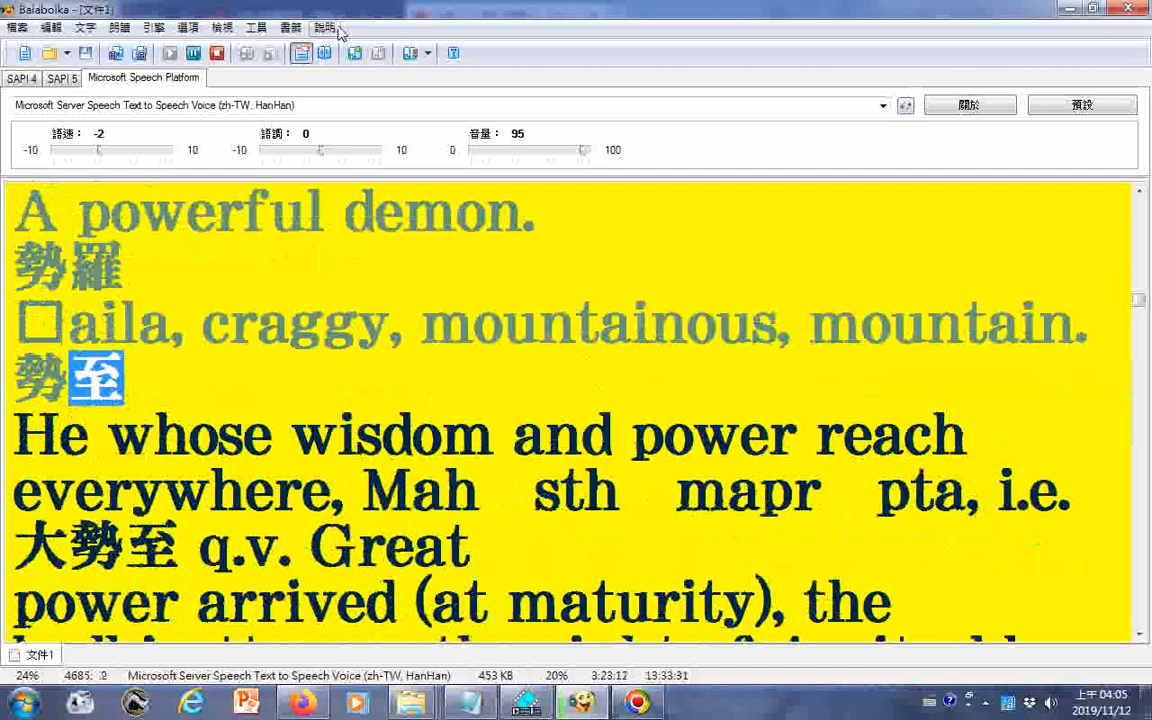 Balabolka - [文件1]
檔案 編輯 文字 朗讀 引擎 選項 檢視 工具 書籤 說明
SAPI 4 SAPI 5 Microsoft Speech Platform
Microsoft Server Speech Text to Speech Voice (zh-TW, HanHan) 關於 預設
語速： -2 語調： 0 音量： 95
-10 10 -10 10 0 100
A powerful demon.
勢羅
□aila, craggy, mountainous, mountain.
勢至
He whose wisdom and power reach
everywhere, Mah sth mapr pta, i.e.
大勢至 q.v. Great
power arrived (at maturity), the
文件1
24% Microsoft Server Speech Text to Speech Voice (zh-TW, HanHan) 453 KB 20% 3:23:12 13:33:31
上午 04:05
2019/11/12